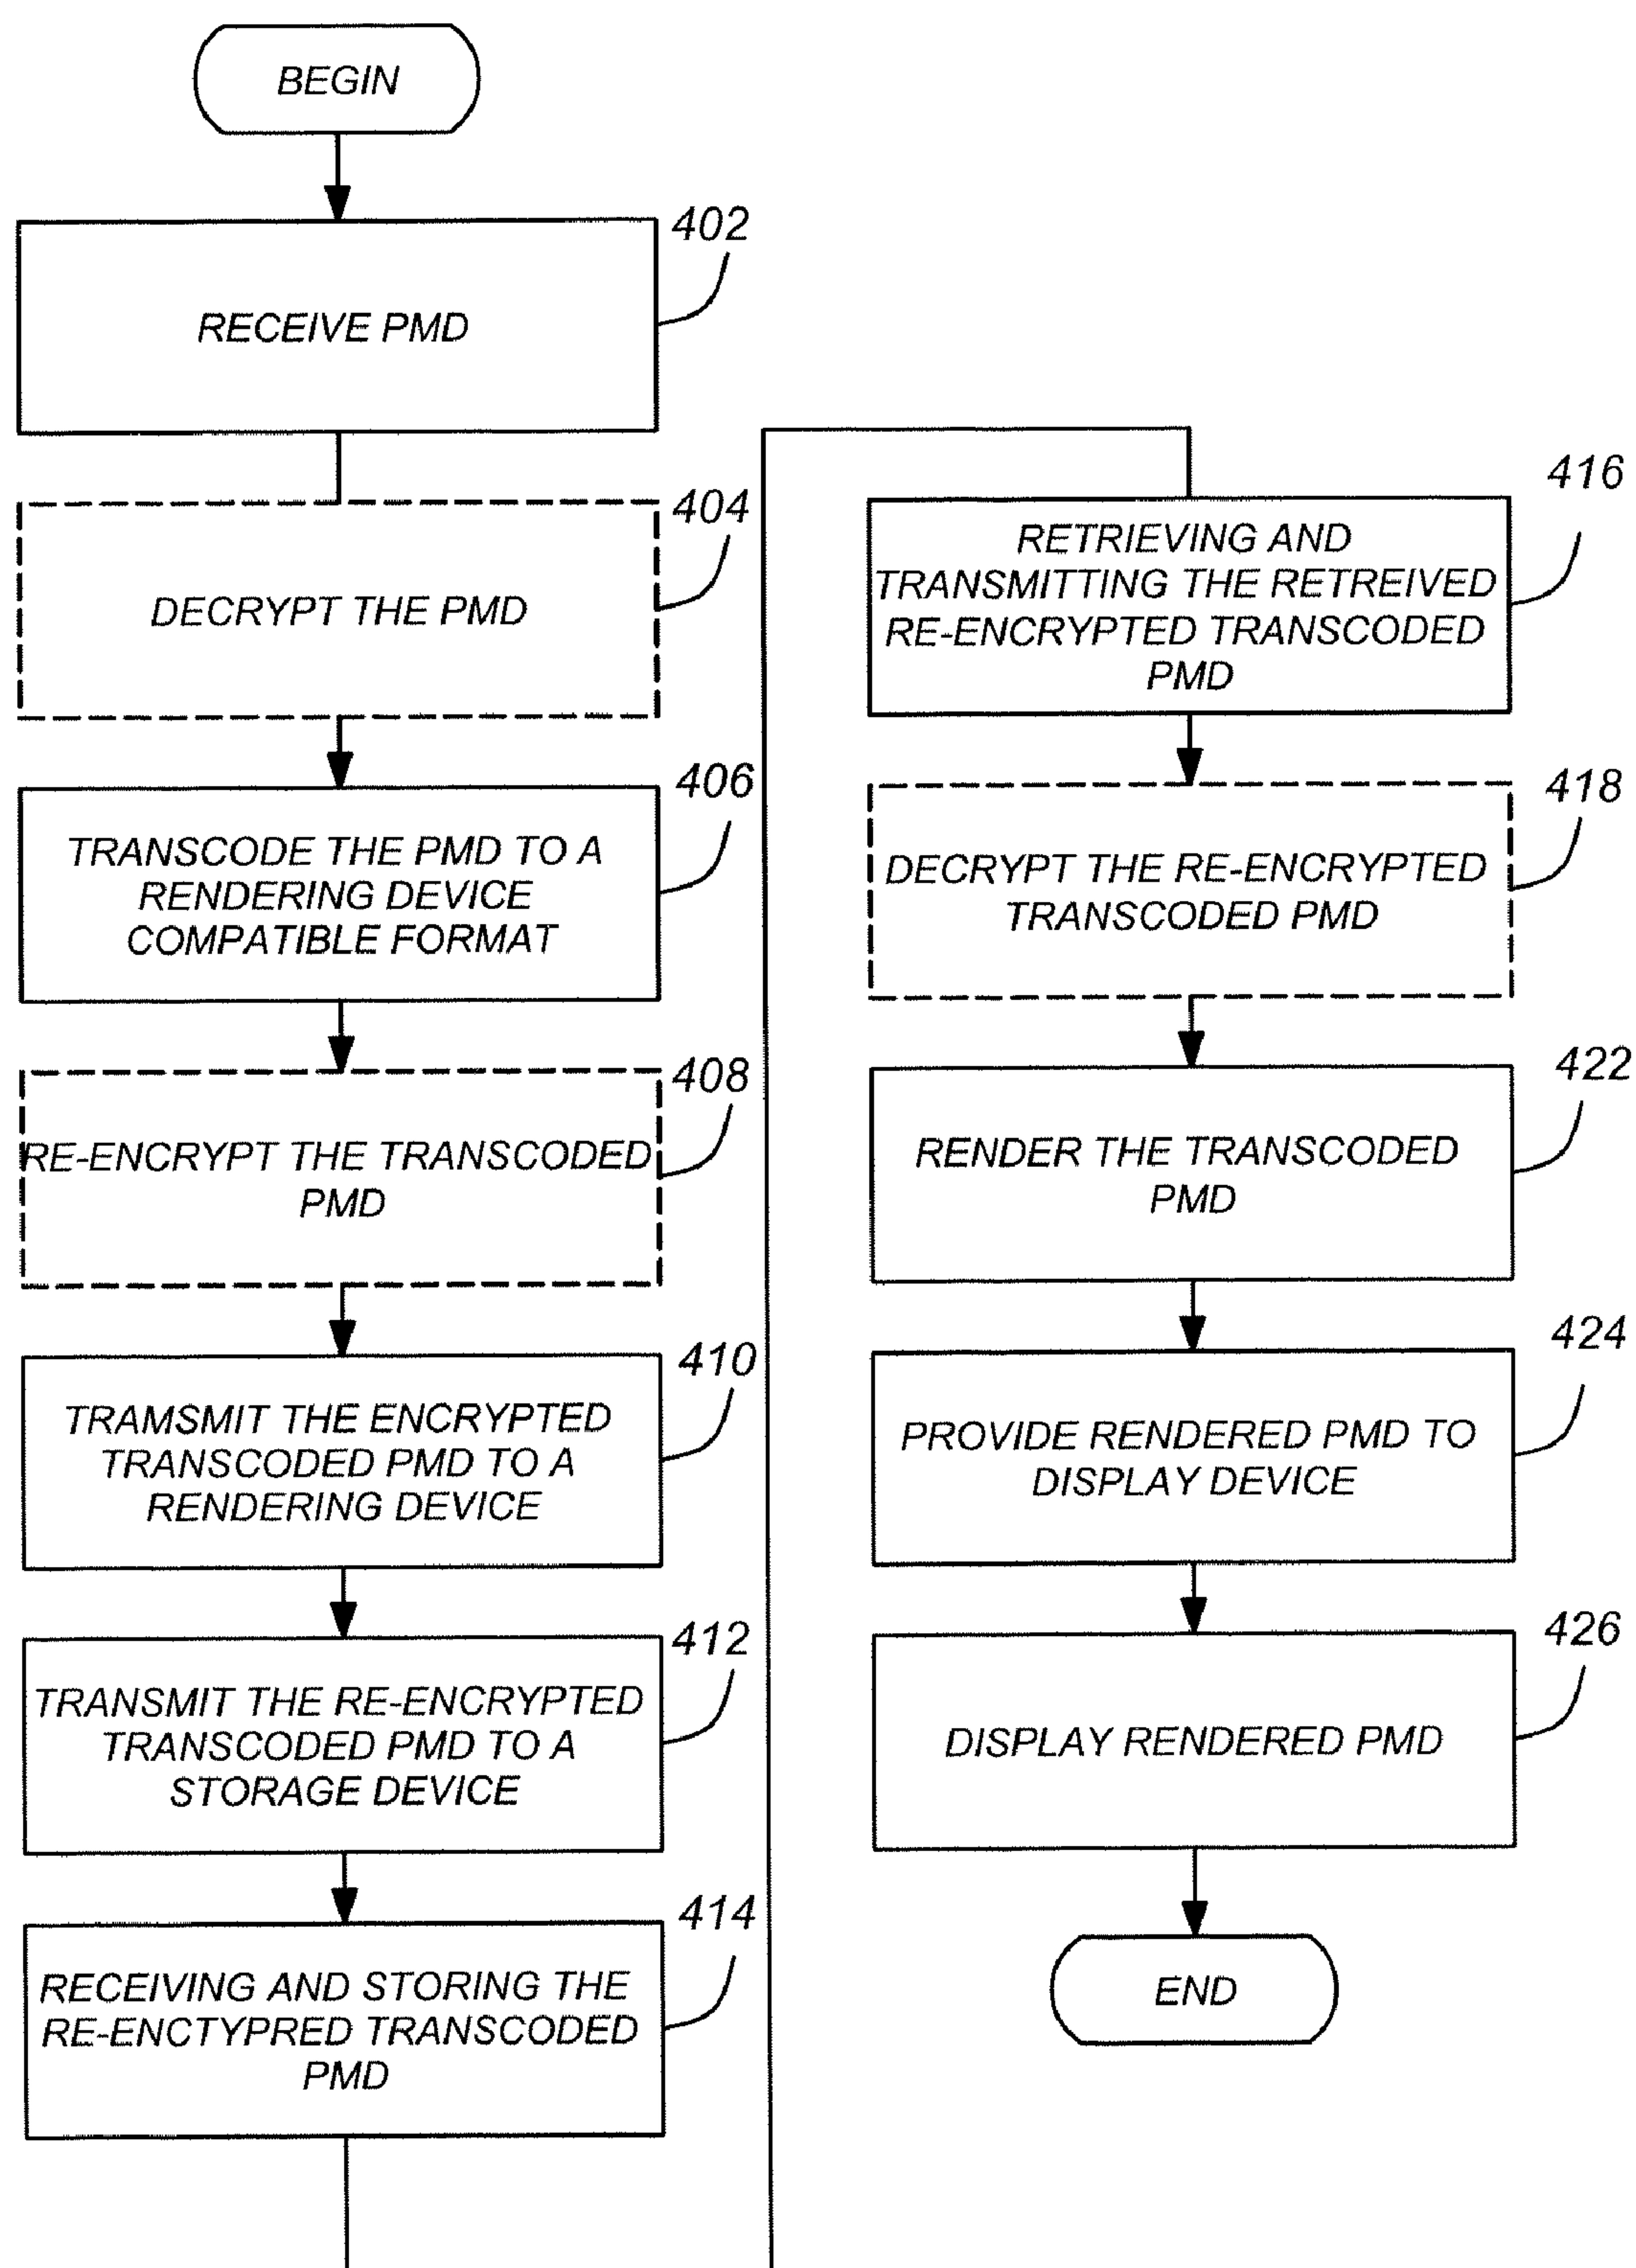 BEGIN
402
RECEIVE PMD
404
DECRYPT THE PMD
406
TRANSCODE THE PMD TO A
RENDERING DEVICE
COMPATIBLE FORMAT
408
RE-ENCRYPT THE TRANSCODED
PMD
410
TRAMSMIT THE ENCRYPTED
TRANSCODED PMD TO A
RENDERING DEVICE
412
TRANSMIT THE RE-ENCRYPTED
TRANSCODED PMD TO A
STORAGE DEVICE
414
RECEIVING AND STORING THE
RE-ENCTYPRED TRANSCODED
PMD
416
RETRIEVING AND
TRANSMITTING THE RETREIVED
RE-ENCRYPTED TRANSCODED
PMD
418
DECRYPT THE RE-ENCRYPTED
TRANSCODED PMD
422
RENDER THE TRANSCODED
PMD
424
PROVIDE RENDERED PMD TO
DISPLAY DEVICE
426
DISPLAY RENDERED PMD
END